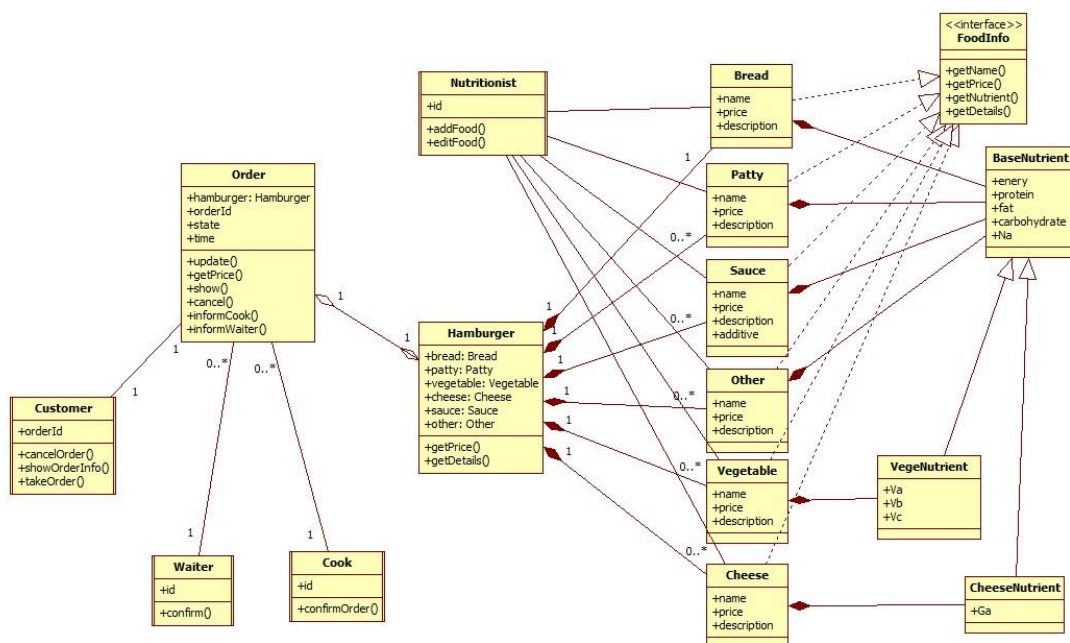 <<interface>>
FoodInfo
+getName()
+getPrice()
+getNutrient()
+getDetails()
Nutritionist
+id
+addFood()
+editFood()
Bread
+name
+price
+description
1
Patty
+name
+price
+description
0..*
BaseNutrient
+enery
+protein
+fat
+carbohydrate
+Na
Order
+hamburger: Hamburger
+orderId
+state
+time
+update()
+getPrice()
+show()
+cancel()
+informCook()
+informWaiter()
1
1
0..*
0..*
1
Sauce
+name
+price
+description
+additive
0..*
Hamburger
+bread: Bread
+patty: Patty
+vegetable: Vegetable
+cheese: Cheese
+sauce: Sauce
+other: Other
+getPrice()
+getDetails()
1
1
1
1
1
1
Other
+name
+price
+description
0..*
Customer
+orderId
+cancelOrder()
+showOrderInfo()
+takeOrder()
1
Vegetable
+name
+price
+description
0..*
VegeNutrient
+Va
+Vb
+Vc
Waiter
+id
+confirm()
1
Cook
+id
+confirmOrder()
1
Cheese
+name
+price
+description
0..*
CheeseNutrient
+Ga